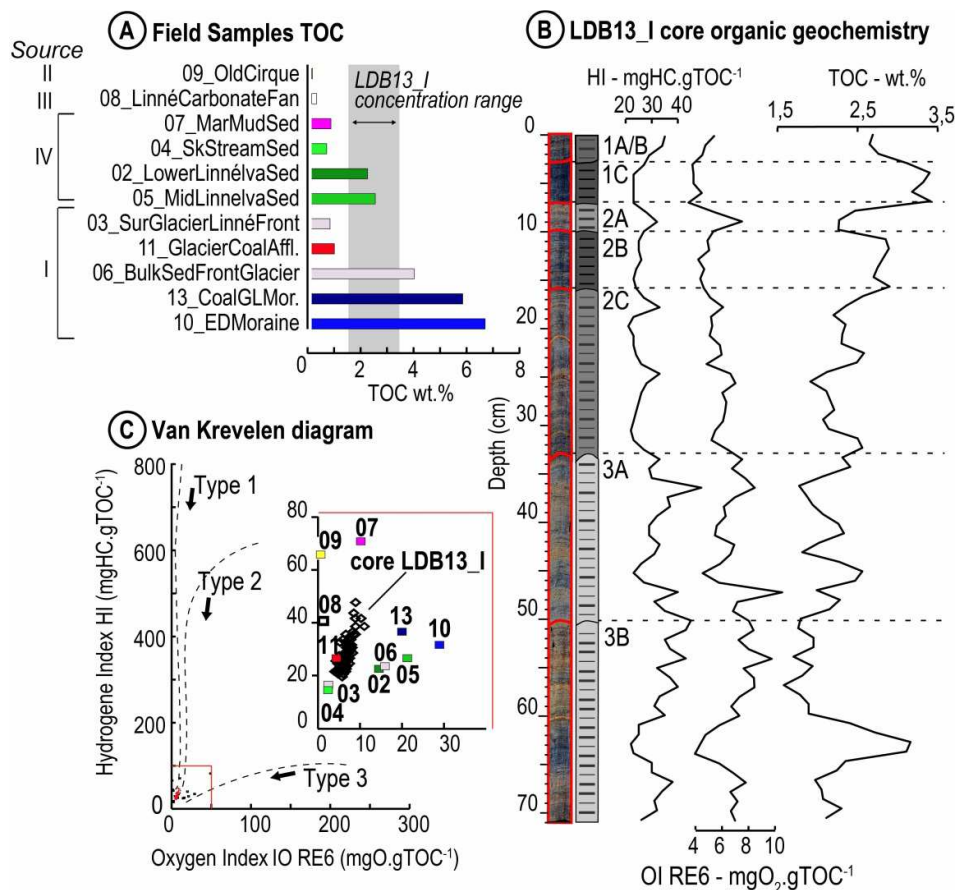 A Field Samples TOC
Source
II
III
IV
I
09_OldCirque
08_LinnéCarbonateFan
07_MarMudSed
04_SkStreamSed
02_LowerLinnélvaSed
05_MidLinnelvaSed
03_SurGlacierLinnéFront
11_GlacierCoalAffl.
06_BulkSedFrontGlacier
13_CoalGLMor.
10_EDMoraine
LDB13_I
concentration range
0 2 4 6 8
TOC wt.%
B LDB13_I core organic geochemistry
HI - mgHC.gTOC⁻¹
20 30 40
TOC - wt.%
1,5 2,5 3,5
Depth (cm)
0
10
20
30
40
50
60
70
1A/B
1C
2A
2B
2C
3A
3B
4 6 8 10
OI RE6 - mgO₂.gTOC⁻¹
C Van Krevelen diagram
Hydrogene Index HI (mgHC.gTOC⁻¹)
800
600
400
200
0
Type 1
Type 2
Type 3
0 100 200 300
Oxygen Index IO RE6 (mgO.gTOC⁻¹)
80
60
40
20
0
09
07
core LDB13_I
08
13
10
11
06
05
02
03
04
0 10 20 30